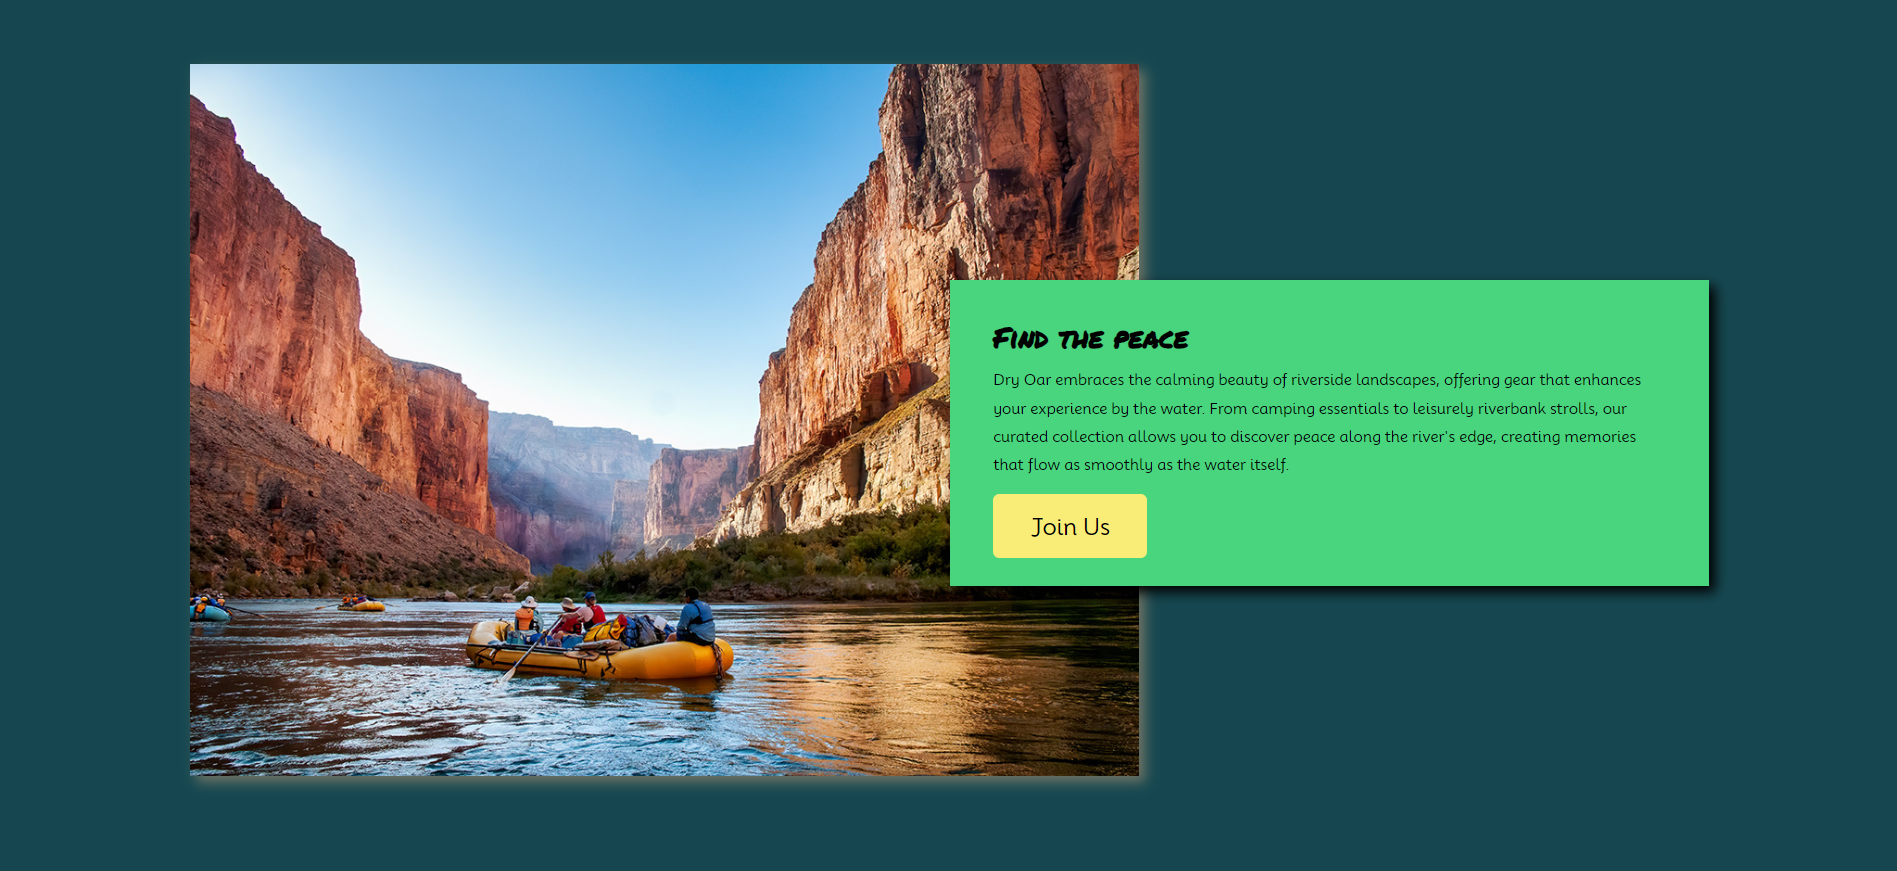 Find the peace
Dry Oar embraces the calming beauty of riverside landscapes, offering gear that enhances
your experience by the water. From camping essentials to leisurely riverbank strolls, our
curated collection allows you to discover peace along the river's edge, creating memories
that flow as smoothly as the water itself.
Join Us